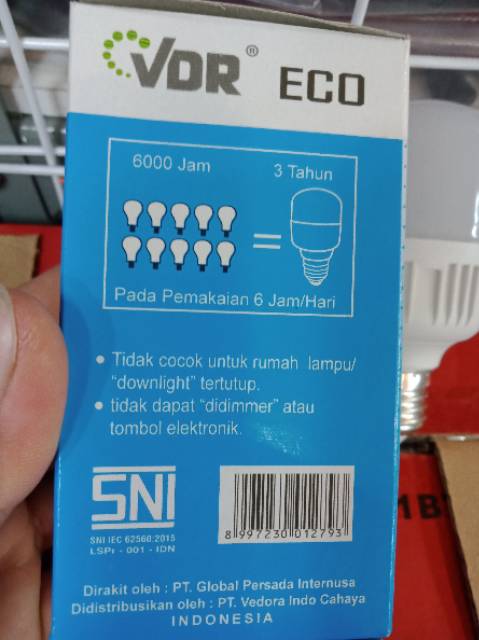 VDR® ECO
6000 Jam 3 Tahun
=
Pada Pemakaian 6 Jam/Hari
• Tidak cocok untuk rumah lampu/
"downlight" tertutup.
• tidak dapat "didimmer" atau
tombol elektronik.
SNI
SNI IEC 62560:2015
LSPr - 001 - IDN
8 997230 012793
Dirakit oleh : PT. Global Persada Internusa
Didistribusikan oleh : PT. Vedora Indo Cahaya
INDONESIA